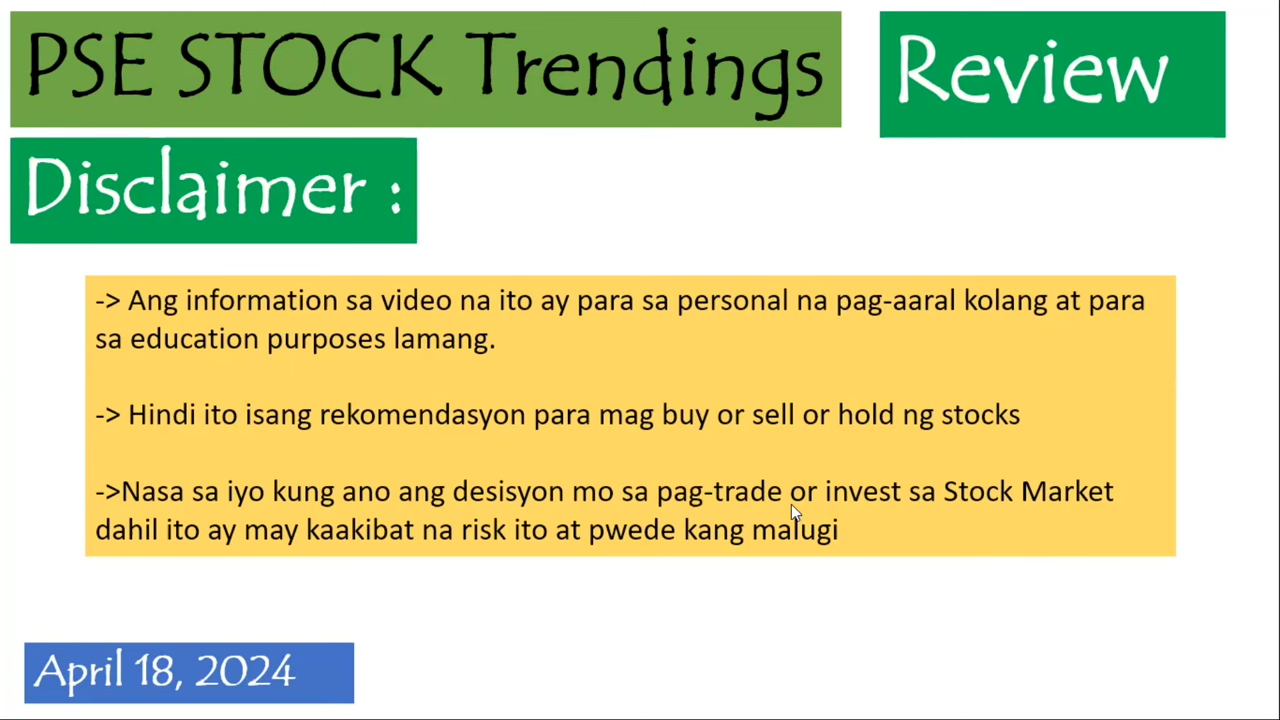 PSE STOCK Trendings
Review
Disclaimer :
-> Ang information sa video na ito ay para sa personal na pag-aaral kolang at para
sa education purposes lamang.
-> Hindi ito isang rekomendasyon para mag buy or sell or hold ng stocks
->Nasa sa iyo kung ano ang desisyon mo sa pag-trade or invest sa Stock Market
dahil ito ay may kaakibat na risk ito at pwede kang malugi
April 18, 2024